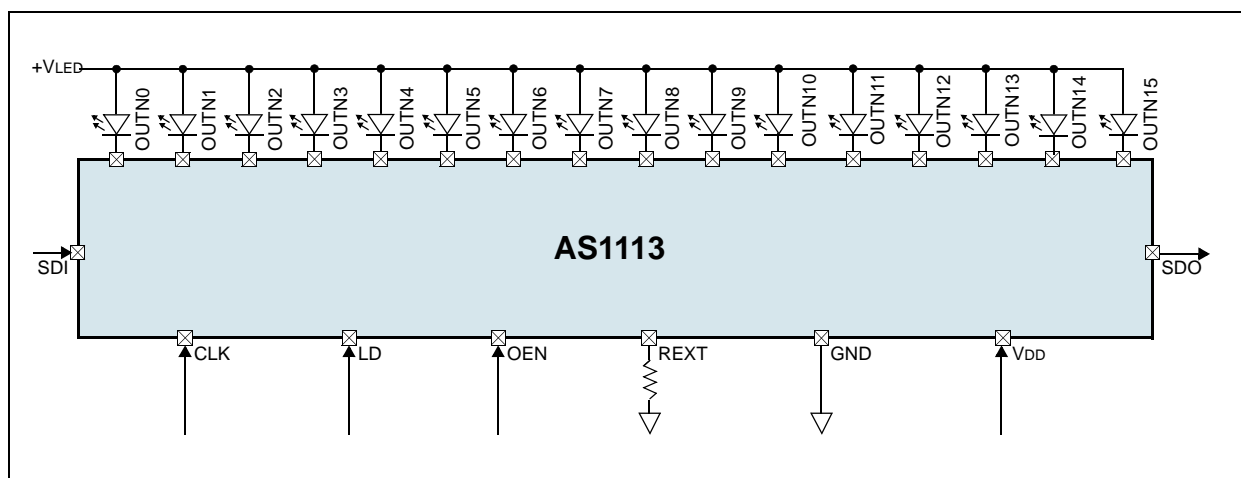 +VLED
OUTN0
OUTN1
OUTN2
OUTN3
OUTN4
OUTN5
OUTN6
OUTN7
OUTN8
OUTN9
OUTN10
OUTN11
OUTN12
OUTN13
OUTN14
OUTN15
AS1113
SDI
SDO
CLK
LD
OEN
REXT
GND
VDD